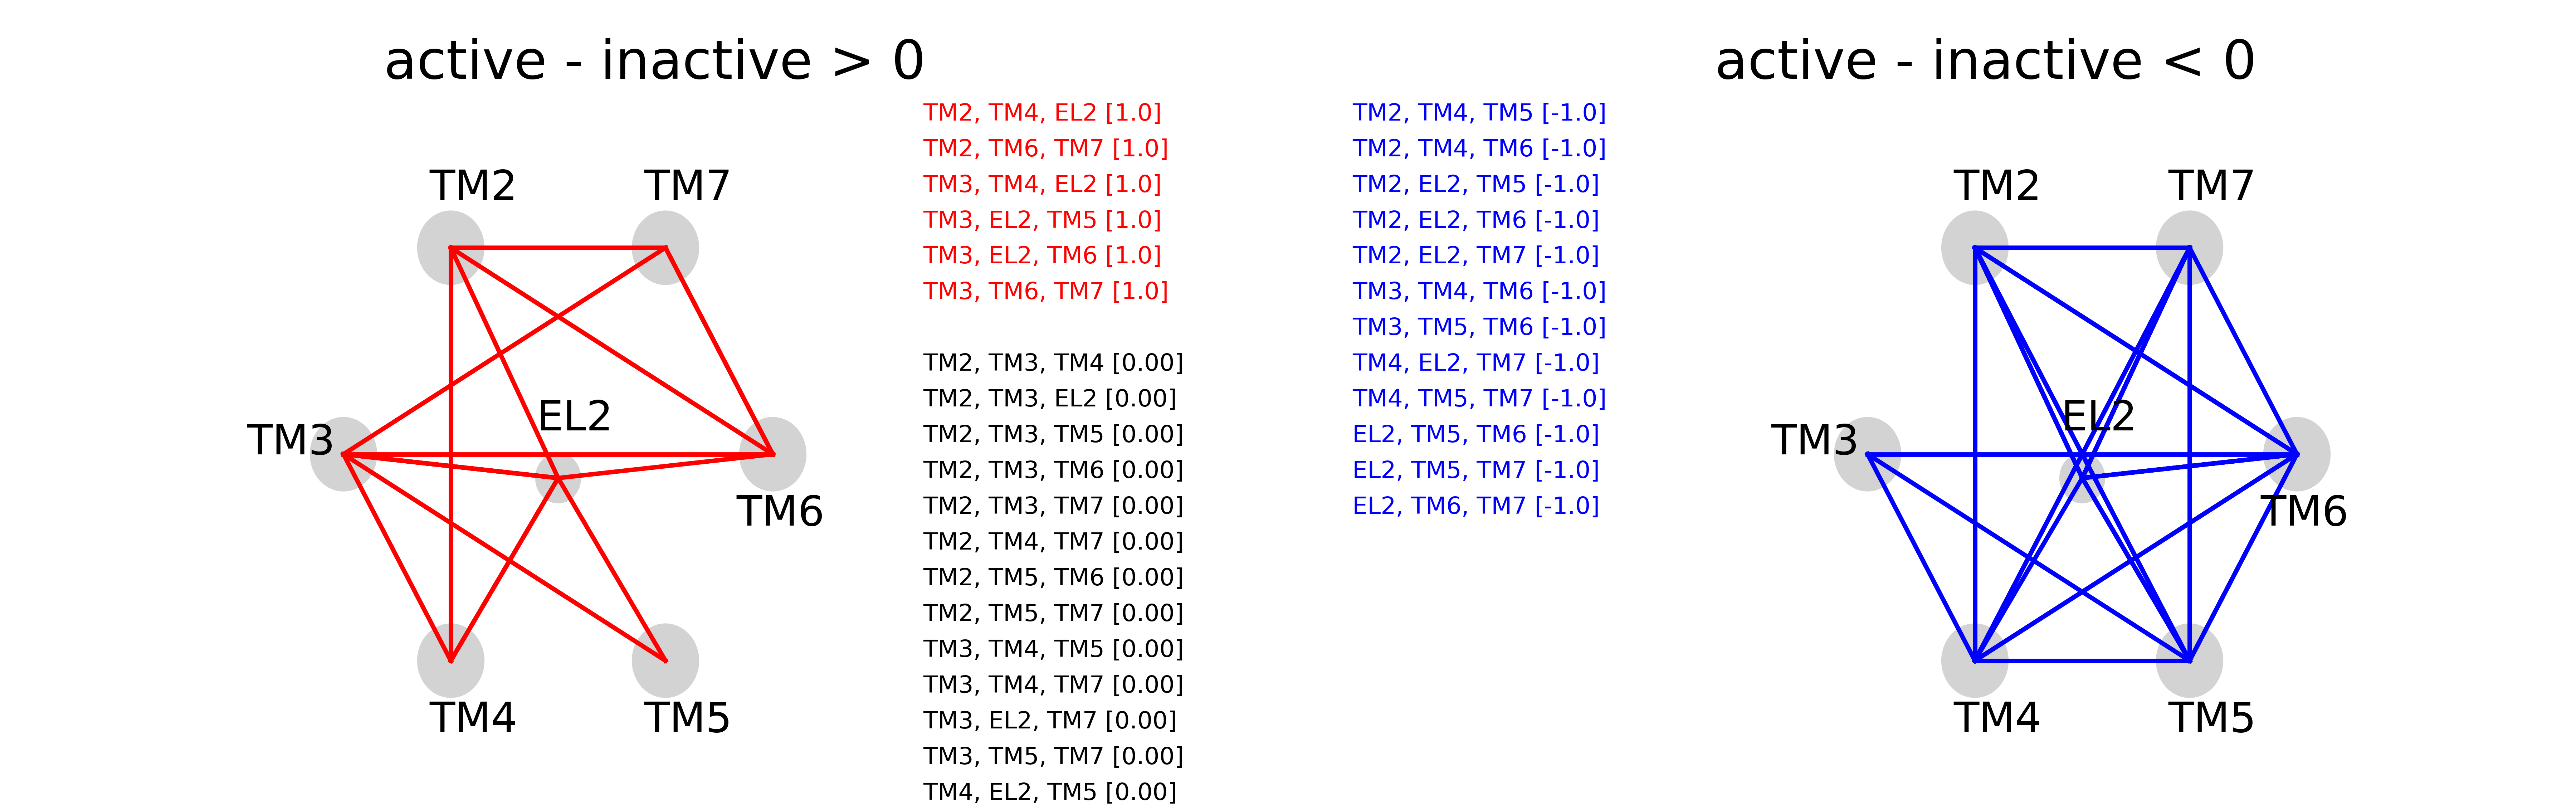 active - inactive > 0
TM2
TM7
TM3
EL2
TM6
TM4
TM5
TM2, TM4, EL2 [1.0]
TM2, TM6, TM7 [1.0]
TM3, TM4, EL2 [1.0]
TM3, EL2, TM5 [1.0]
TM3, EL2, TM6 [1.0]
TM3, TM6, TM7 [1.0]
TM2, TM3, TM4 [0.00]
TM2, TM3, EL2 [0.00]
TM2, TM3, TM5 [0.00]
TM2, TM3, TM6 [0.00]
TM2, TM3, TM7 [0.00]
TM2, TM4, TM7 [0.00]
TM2, TM5, TM6 [0.00]
TM2, TM5, TM7 [0.00]
TM3, TM4, TM5 [0.00]
TM3, TM4, TM7 [0.00]
TM3, EL2, TM7 [0.00]
TM3, TM5, TM7 [0.00]
TM4, EL2, TM5 [0.00]
TM2, TM4, TM5 [-1.0]
TM2, TM4, TM6 [-1.0]
TM2, EL2, TM5 [-1.0]
TM2, EL2, TM6 [-1.0]
TM2, EL2, TM7 [-1.0]
TM3, TM4, TM6 [-1.0]
TM3, TM5, TM6 [-1.0]
TM4, EL2, TM7 [-1.0]
TM4, TM5, TM7 [-1.0]
EL2, TM5, TM6 [-1.0]
EL2, TM5, TM7 [-1.0]
EL2, TM6, TM7 [-1.0]
active - inactive < 0
TM2
TM7
TM3
EL2
TM6
TM4
TM5